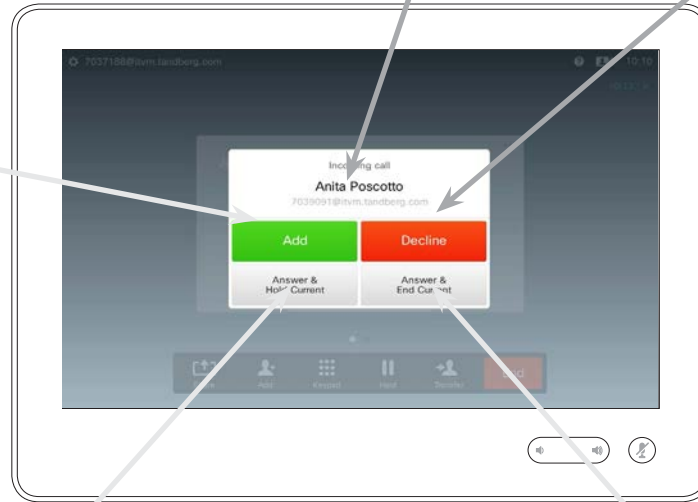 7037188@itvm.tandberg.com 10:10
Incoming call
Anita Poscotto
7039091@itvm.tandberg.com
Add Decline
Answer & Answer &
Hold Current End Current
Add Keypad Hold Transfer End